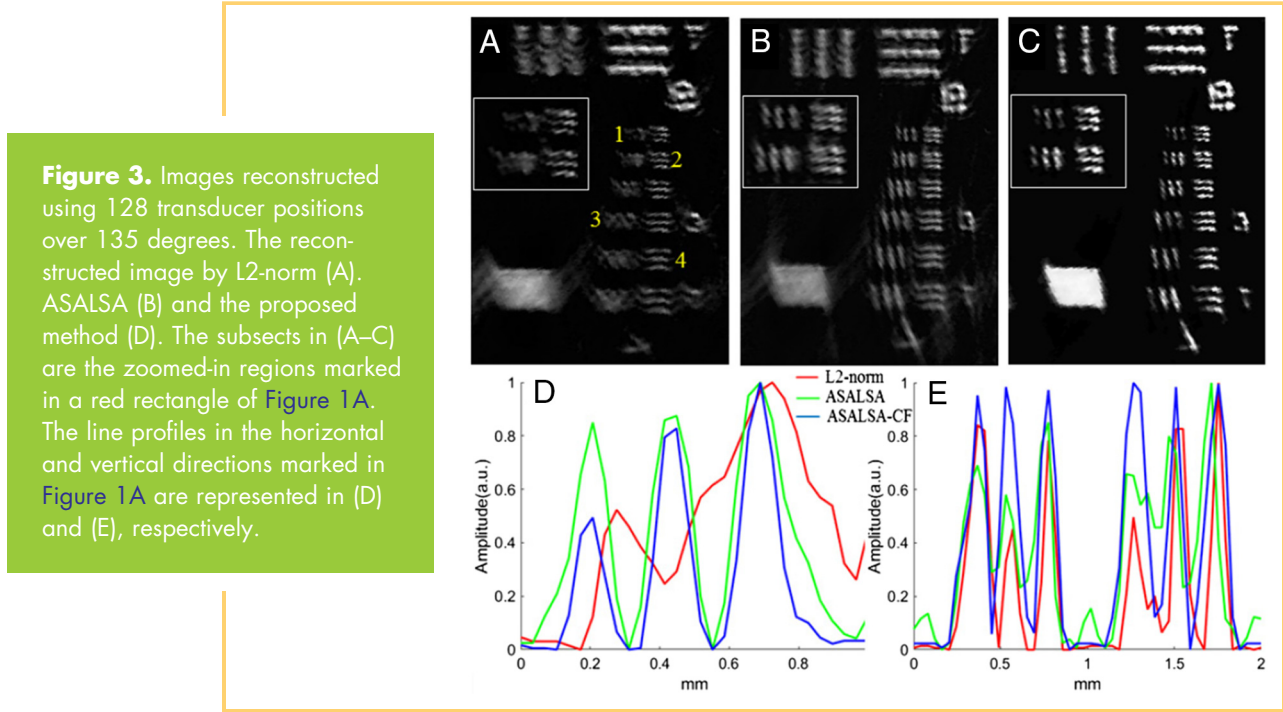 Figure 3. Images reconstructed
using 128 transducer positions
over 135 degrees. The recon-
structed image by L2-norm (A).
ASALSA (B) and the proposed
method (D). The subsects in (A–C)
are the zoomed-in regions marked
in a red rectangle of Figure 1A.
The line profiles in the horizontal
and vertical directions marked in
Figure 1A are represented in (D)
and (E), respectively.
A
1
2
3
4
B
C
D
L2-norm
ASALSA
ASALSA-CF
Amplitude(a.u.)
1
0.8
0.6
0.4
0.2
0
0 0.2 0.4 0.6 0.8
mm
E
Amplitude(a.u.)
1
0.8
0.6
0.4
0.2
0
0 0.5 1 1.5 2
mm